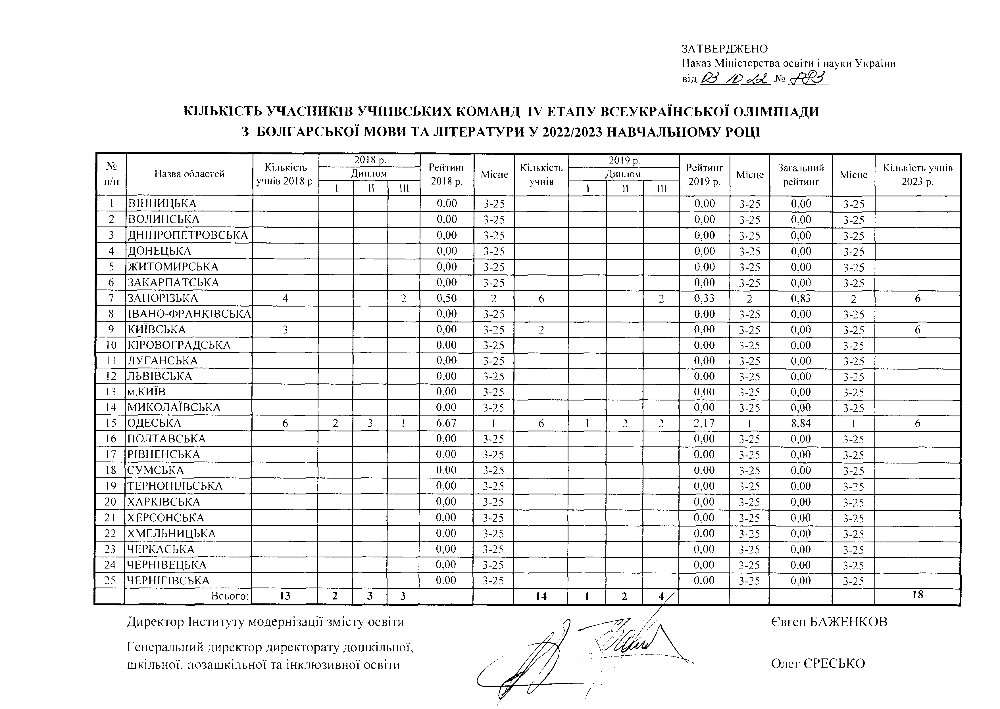 ЗАТВЕРДЖЕНО
Наказ Міністерства освіти і науки України
від 03 10 22 № 883
КІЛЬКІСТЬ УЧАСНИКІВ УЧНІВСЬКИХ КОМАНД IV ЕТАПУ ВСЕУКРАЇНСЬКОЇ ОЛІМПІАДИ
З БОЛГАРСЬКОЇ МОВИ ТА ЛІТЕРАТУРИ У 2022/2023 НАВЧАЛЬНОМУ РОЦІ
№ п/п Назва областей Кількість учнів 2018 р. 2018 р. Диплом I II III Рейтинг 2018 р. Місце Кількість учнів 2019 р. Диплом I II III Рейтинг 2019 р. Місце Загальний рейтинг Місце Кількість учнів 2023 р.
1 ВІННИЦЬКА 0,00 3-25 0,00 3-25 0,00 3-25
2 ВОЛИНСЬКА 0,00 3-25 0,00 3-25 0,00 3-25
3 ДНІПРОПЕТРОВСЬКА 0,00 3-25 0,00 3-25 0,00 3-25
4 ДОНЕЦЬКА 0,00 3-25 0,00 3-25 0,00 3-25
5 ЖИТОМИРСЬКА 0,00 3-25 0,00 3-25 0,00 3-25
6 ЗАКАРПАТСЬКА 0,00 3-25 0,00 3-25 0,00 3-25
7 ЗАПОРІЗЬКА 4 2 0,50 2 6 2 0,33 2 0,83 2 6
8 ІВАНО-ФРАНКІВСЬКА 0,00 3-25 0,00 3-25 0,00 3-25
9 КИЇВСЬКА 3 0,00 3-25 2 0,00 3-25 0,00 3-25 6
10 КІРОВОГРАДСЬКА 0,00 3-25 0,00 3-25 0,00 3-25
11 ЛУГАНСЬКА 0,00 3-25 0,00 3-25 0,00 3-25
12 ЛЬВІВСЬКА 0,00 3-25 0,00 3-25 0,00 3-25
13 м.КИЇВ 0,00 3-25 0,00 3-25 0,00 3-25
14 МИКОЛАЇВСЬКА 0,00 3-25 0,00 3-25 0,00 3-25
15 ОДЕСЬКА 6 2 3 1 6,67 1 6 1 2 2 2,17 1 8,84 1 6
16 ПОЛТАВСЬКА 0,00 3-25 0,00 3-25 0,00 3-25
17 РІВНЕНСЬКА 0,00 3-25 0,00 3-25 0,00 3-25
18 СУМСЬКА 0,00 3-25 0,00 3-25 0,00 3-25
19 ТЕРНОПІЛЬСЬКА 0,00 3-25 0,00 3-25 0,00 3-25
20 ХАРКІВСЬКА 0,00 3-25 0,00 3-25 0,00 3-25
21 ХЕРСОНСЬКА 0,00 3-25 0,00 3-25 0,00 3-25
22 ХМЕЛЬНИЦЬКА 0,00 3-25 0,00 3-25 0,00 3-25
23 ЧЕРКАСЬКА 0,00 3-25 0,00 3-25 0,00 3-25
24 ЧЕРНІВЕЦЬКА 0,00 3-25 0,00 3-25 0,00 3-25
25 ЧЕРНІГІВСЬКА 0,00 3-25 0,00 3-25 0,00 3-25
Всього: 13 2 3 3 14 1 2 4 18
Директор Інституту модернізації змісту освіти Євген БАЖЕНКОВ
Генеральний директор директорату дошкільної,
шкільної, позашкільної та інклюзивної освіти Олег ЄРЕСЬКО